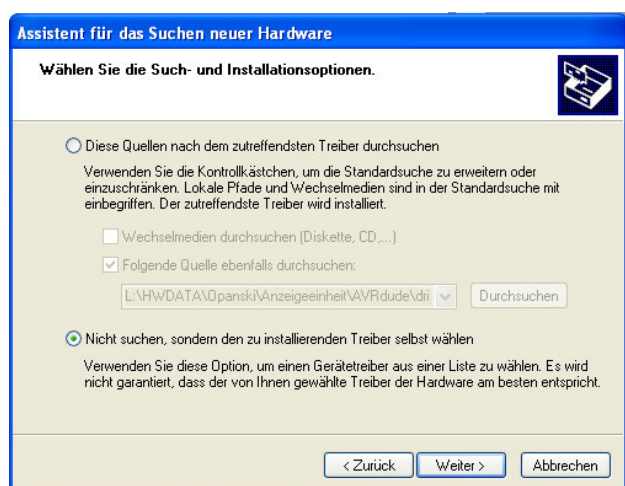 Assistent für das Suchen neuer Hardware
Wählen Sie die Such- und Installationsoptionen.
Diese Quellen nach dem zutreffendsten Treiber durchsuchen
Verwenden Sie die Kontrollkästchen, um die Standardsuche zu erweitern oder
einzuschränken. Lokale Pfade und Wechselmedien sind in der Standardsuche mit
einbegriffen. Der zutreffendste Treiber wird installiert.
Wechselmedien durchsuchen (Diskette, CD,...)
Folgende Quelle ebenfalls durchsuchen:
L:\HWDATA\Opanski\Anzeigeeinheit\AVRdude\dri
Durchsuchen
Nicht suchen, sondern den zu installierenden Treiber selbst wählen
Verwenden Sie diese Option, um einen Gerätetreiber aus einer Liste zu wählen. Es wird
nicht garantiert, dass der von Ihnen gewählte Treiber der Hardware am besten entspricht.
< Zurück
Weiter >
Abbrechen